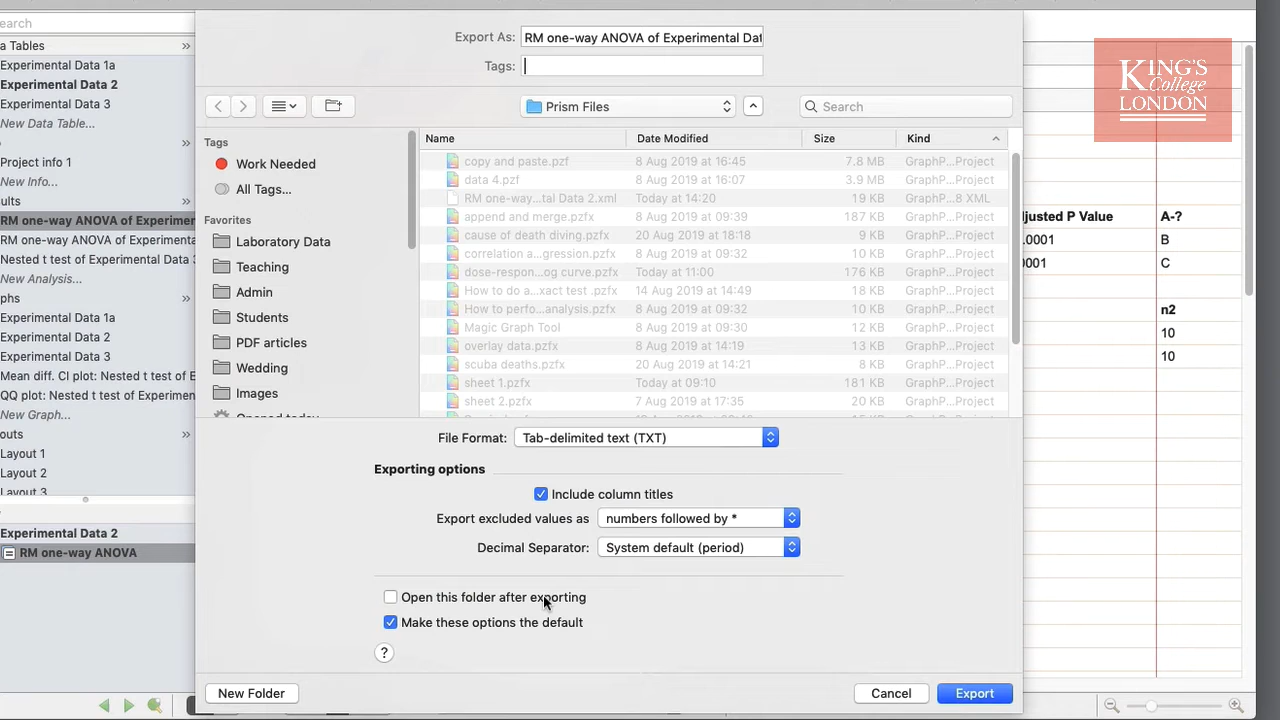 Export As: RM one-way ANOVA of Experimental Dat
Tags:
Prism Files
Search
Tags
Work Needed
All Tags...
Favorites
Laboratory Data
Teaching
Admin
Students
PDF articles
Wedding
Images
Opened today
Name Date Modified Size Kind
copy and paste.pzf 8 Aug 2019 at 16:45 7.8 MB GraphP...Project
data 4.pzf 8 Aug 2019 at 16:07 3.9 MB GraphP...Project
RM one-way...tal Data 2.xml Today at 14:20 19 KB GraphP...8 XML
append and merge.pzfx 8 Aug 2019 at 09:39 187 KB GraphP...Project
cause of death diving.pzfx 20 Aug 2019 at 18:18 9 KB GraphP...Project
correlation a...gression.pzfx 8 Aug 2019 at 09:32 10 KB GraphP...Project
dose-respon...og curve.pzfx Today at 11:00 176 KB GraphP...Project
How to do a...xact test .pzfx 14 Aug 2019 at 14:49 18 KB GraphP...Project
How to perfo...analysis.pzfx 8 Aug 2019 at 09:32 10 KB GraphP...Project
Magic Graph Tool 8 Aug 2019 at 09:30 12 KB GraphP...Project
overlay data.pzfx 8 Aug 2019 at 14:19 13 KB GraphP...Project
scuba deaths.pzfx 20 Aug 2019 at 14:21 8 KB GraphP...Project
sheet 1.pzfx Today at 09:10 181 KB GraphP...Project
sheet 2.pzfx 7 Aug 2019 at 17:35 20 KB GraphP...Project
File Format: Tab-delimited text (TXT)
Exporting options
Include column titles
Export excluded values as numbers followed by *
Decimal Separator: System default (period)
Open this folder after exporting
Make these options the default
?
New Folder Cancel Export
earch
a Tables »
Experimental Data 1a
Experimental Data 2
Experimental Data 3
New Data Table...
»
Project info 1
New Info...
ults »
RM one-way ANOVA of Experimer
RM one-way ANOVA of Experimenta
Nested t test of Experimental Data 3
New Analysis...
phs »
Experimental Data 1a
Experimental Data 2
Experimental Data 3
Mean diff. CI plot: Nested t test of E
QQ plot: Nested t test of Experimen
New Graph...
outs »
Layout 1
Layout 2
Layout 3
Experimental Data 2
RM one-way ANOVA
KING'S
College
LONDON
ljusted P Value A-?
.0001 B
0001 C
n2
10
10